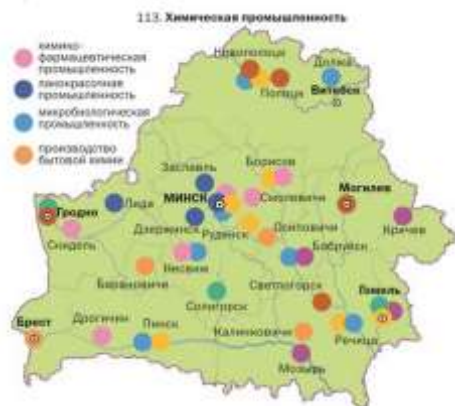 113. Химическая промышленность
химико-
фармацевтическая
промышленность
лакокрасочная
промышленность
микробиологическая
промышленность
производство
бытовой химии
Новополоцк
Полоцк
Должа
Витебск
Заславль
Борисов
МИНСК
Смолевичи
Могилев
Гродно
Лида
Скидель
Дзержинск
Руденск
Осиповичи
Кричев
Несвиж
Бобруйск
Барановичи
Светлогорск
Солигорск
Гомель
Брест
Дрогичин
Пинск
Калинковичи
Речица
Мозырь